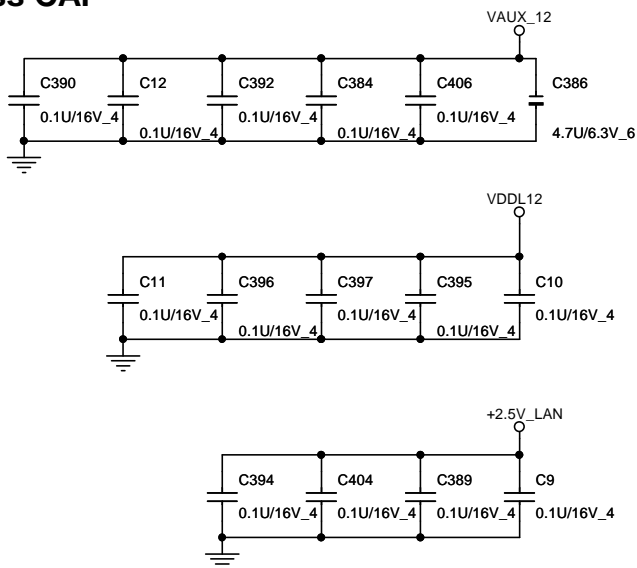 VAUX_12
C390 C12 C392 C384 C406 C386
0.1U/16V_4 0.1U/16V_4 0.1U/16V_4 0.1U/16V_4 0.1U/16V_4 4.7U/6.3V_6
VDDL12
C11 C396 C397 C395 C10
0.1U/16V_4 0.1U/16V_4 0.1U/16V_4 0.1U/16V_4 0.1U/16V_4
+2.5V_LAN
C394 C404 C389 C9
0.1U/16V_4 0.1U/16V_4 0.1U/16V_4 0.1U/16V_4